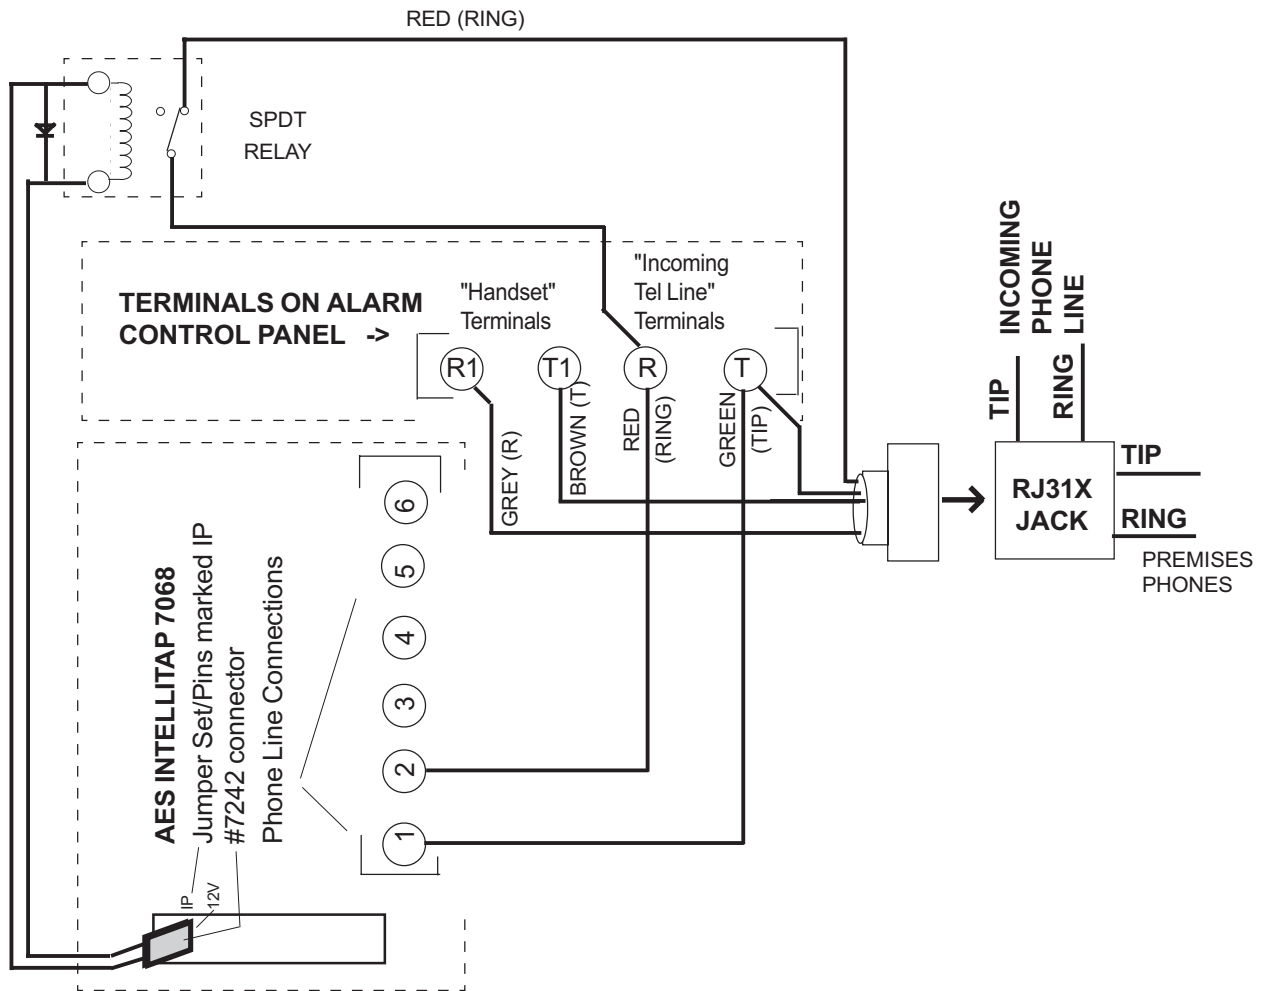 RED (RING)
SPDT
RELAY
TERMINALS ON ALARM
CONTROL PANEL ->
"Handset"
Terminals
"Incoming
Tel Line"
Terminals
R1
T1
R
T
GREY (R)
BROWN (T)
RED
(RING)
GREEN
(TIP)
INCOMING
PHONE
LINE
TIP
RING
RJ31X
JACK
TIP
RING
PREMISES
PHONES
AES INTELLITAP 7068
Jumper Set/Pins marked IP
#7242 connector
Phone Line Connections
6
5
4
3
2
1
IP
12V